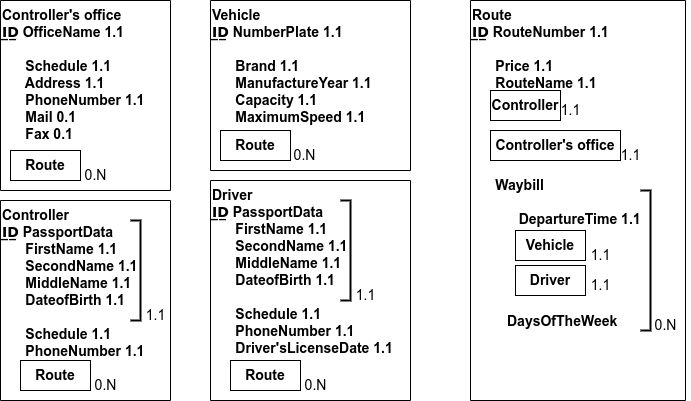 Controller's office
ID OfficeName 1.1
Schedule 1.1
Address 1.1
PhoneNumber 1.1
Mail 0.1
Fax 0.1
Route
0.N
Vehicle
ID NumberPlate 1.1
Brand 1.1
ManufactureYear 1.1
Capacity 1.1
MaximumSpeed 1.1
Route
0.N
Route
ID RouteNumber 1.1
Price 1.1
RouteName 1.1
Controller
1.1
Controller's office
1.1
Waybill
DepartureTime 1.1
Vehicle
1.1
Driver
1.1
DaysOfTheWeek
0.N
Controller
ID PassportData
FirstName 1.1
SecondName 1.1
MiddleName 1.1
DateofBirth 1.1
1.1
Schedule 1.1
PhoneNumber 1.1
Route
0.N
Driver
ID PassportData
FirstName 1.1
SecondName 1.1
MiddleName 1.1
DateofBirth 1.1
1.1
Schedule 1.1
PhoneNumber 1.1
Driver'sLicenseDate 1.1
Route
0.N